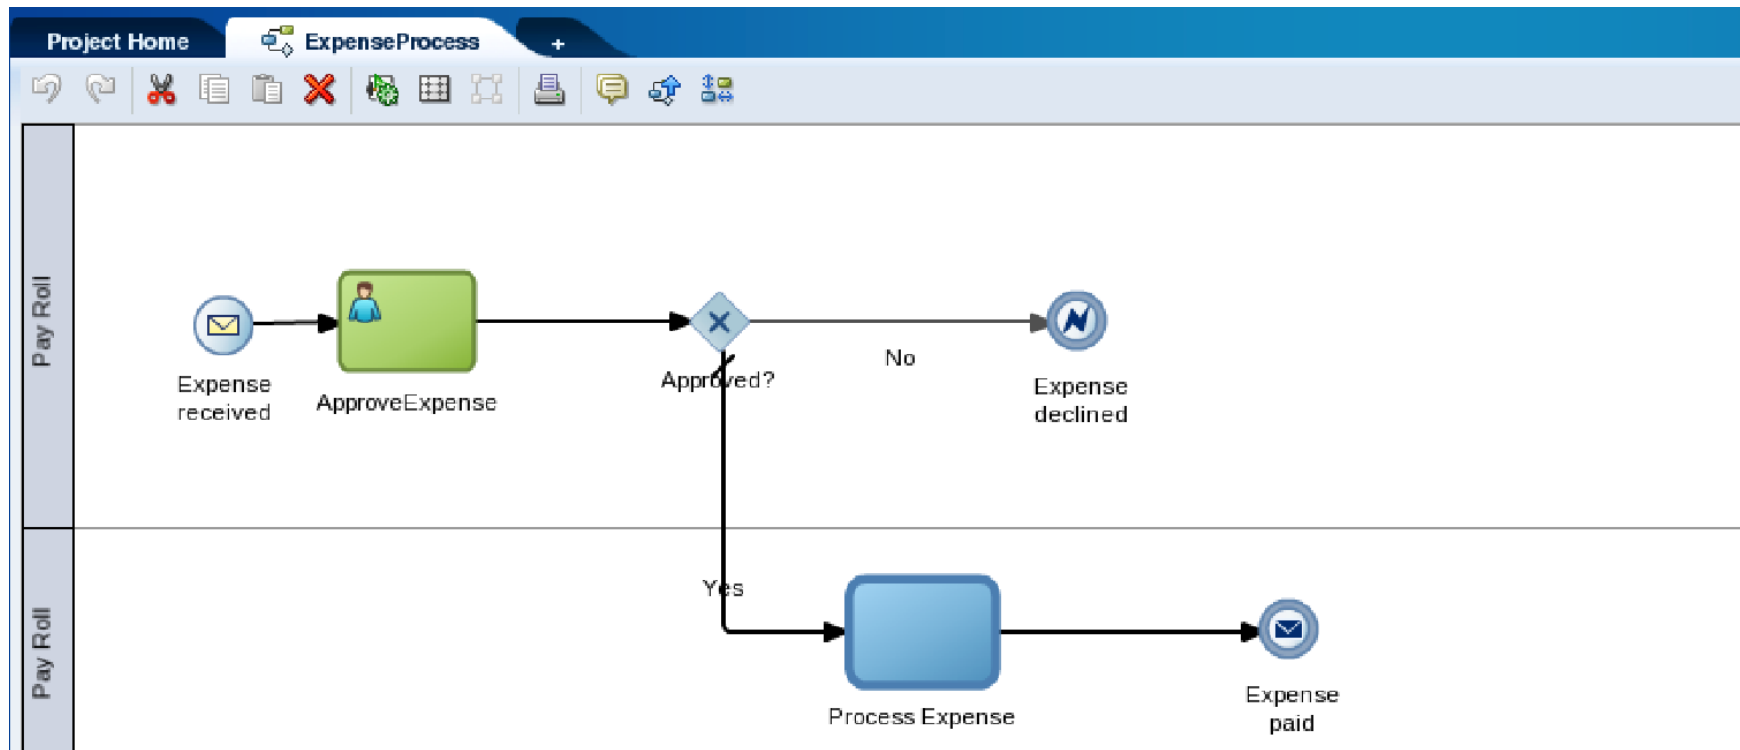 Project Home
ExpenseProcess
+
Pay Roll
Expense
received
ApproveExpense
Approved?
No
Expense
declined
Pay Roll
Yes
Process Expense
Expense
paid